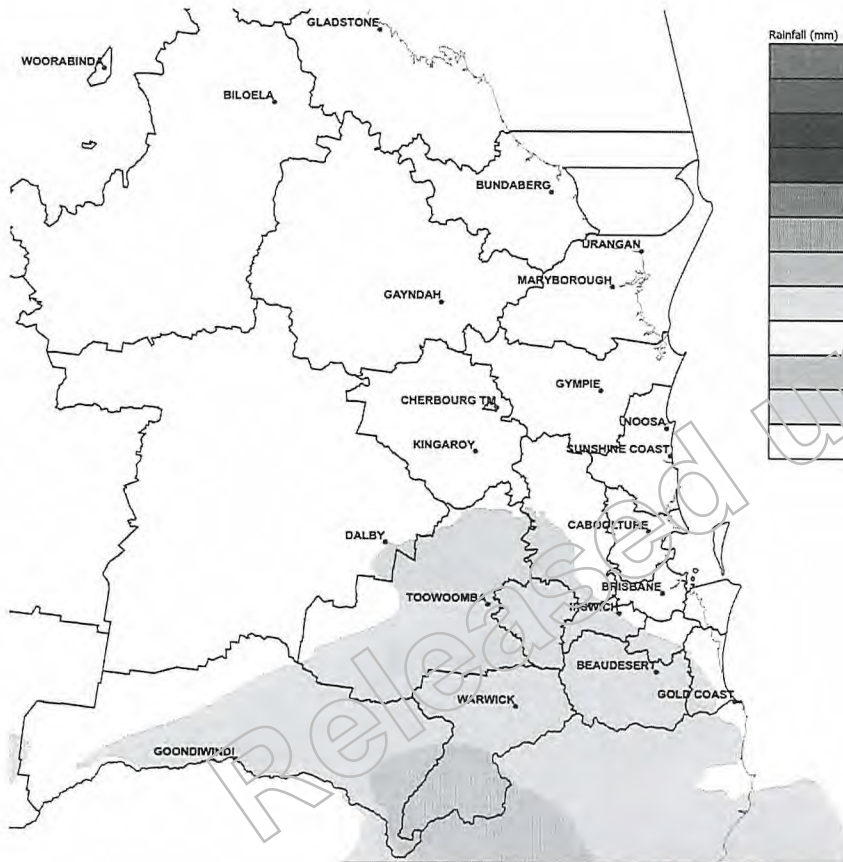 GLADSTONE
Rainfall (mm)
WOORABINDA
BILOELA
BUNDABERG
URANGAN
MARYBOROUGH
GAYNDAH
GYMPIE
CHERBOURG TM
NOOSA
KINGAROY
SUNSHINE COAST
CABOOLTURE
DALBY
BRISBANE
TOOWOOMBA
IPSWICH
BEAUDESERT
WARWICK
GOLD COAST
GOONDIWINDI
Released u